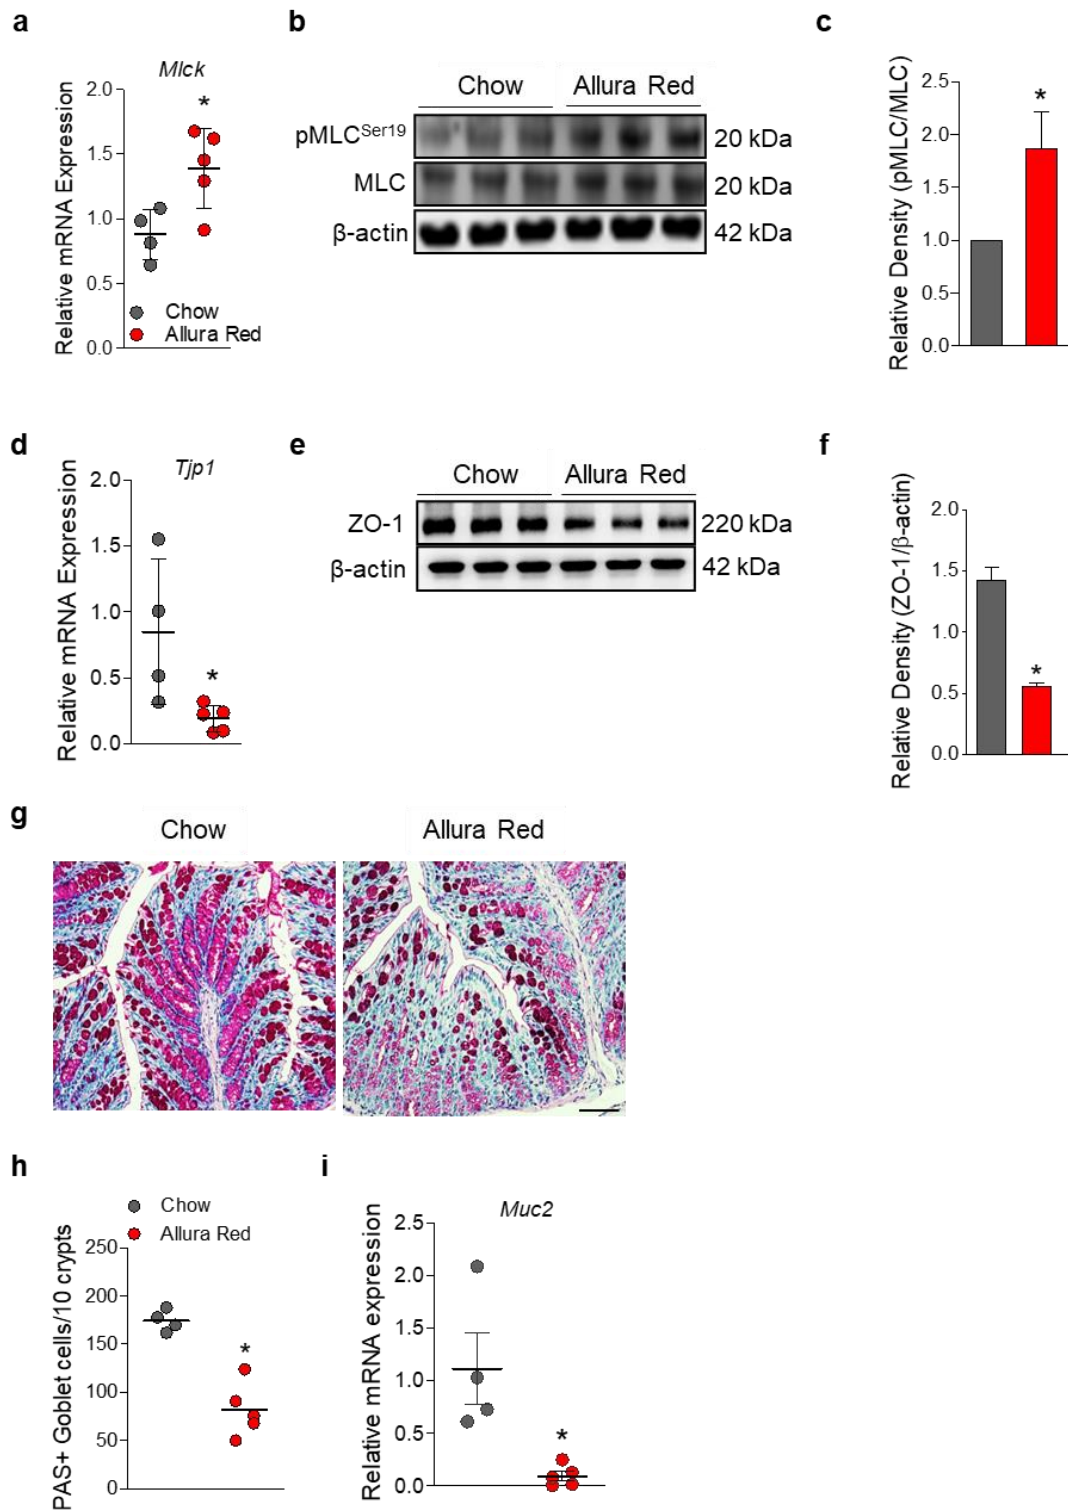 a
Mlck
*
Relative mRNA Expression
2.0
1.5
1.0
0.5
0.0
Chow
Allura Red
b
Chow
Allura Red
pMLCSer19
20 kDa
MLC
20 kDa
β-actin
42 kDa
c
Relative Density (pMLC/MLC)
2.5
2.0
1.5
1.0
0.5
0.0
*
d
Tjp1
Relative mRNA Expression
2.0
1.5
1.0
0.5
0.0
*
e
Chow
Allura Red
ZO-1
220 kDa
β-actin
42 kDa
f
Relative Density (ZO-1/β-actin)
2.0
1.5
1.0
0.5
0.0
*
g
Chow
Allura Red
h
Chow
Allura Red
PAS+ Goblet cells/10 crypts
250
200
150
100
50
0
*
i
Muc2
Relative mRNA expression
2.5
2.0
1.5
1.0
0.5
0.0
*